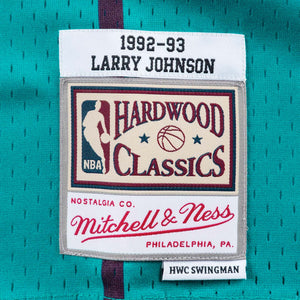 1992-93
LARRY JOHNSON
HARDWOOD
NBA
CLASSICS
NOSTALGIA CO.
Mitchell & Ness
PHILADELPHIA, PA.
HWC SWINGMAN